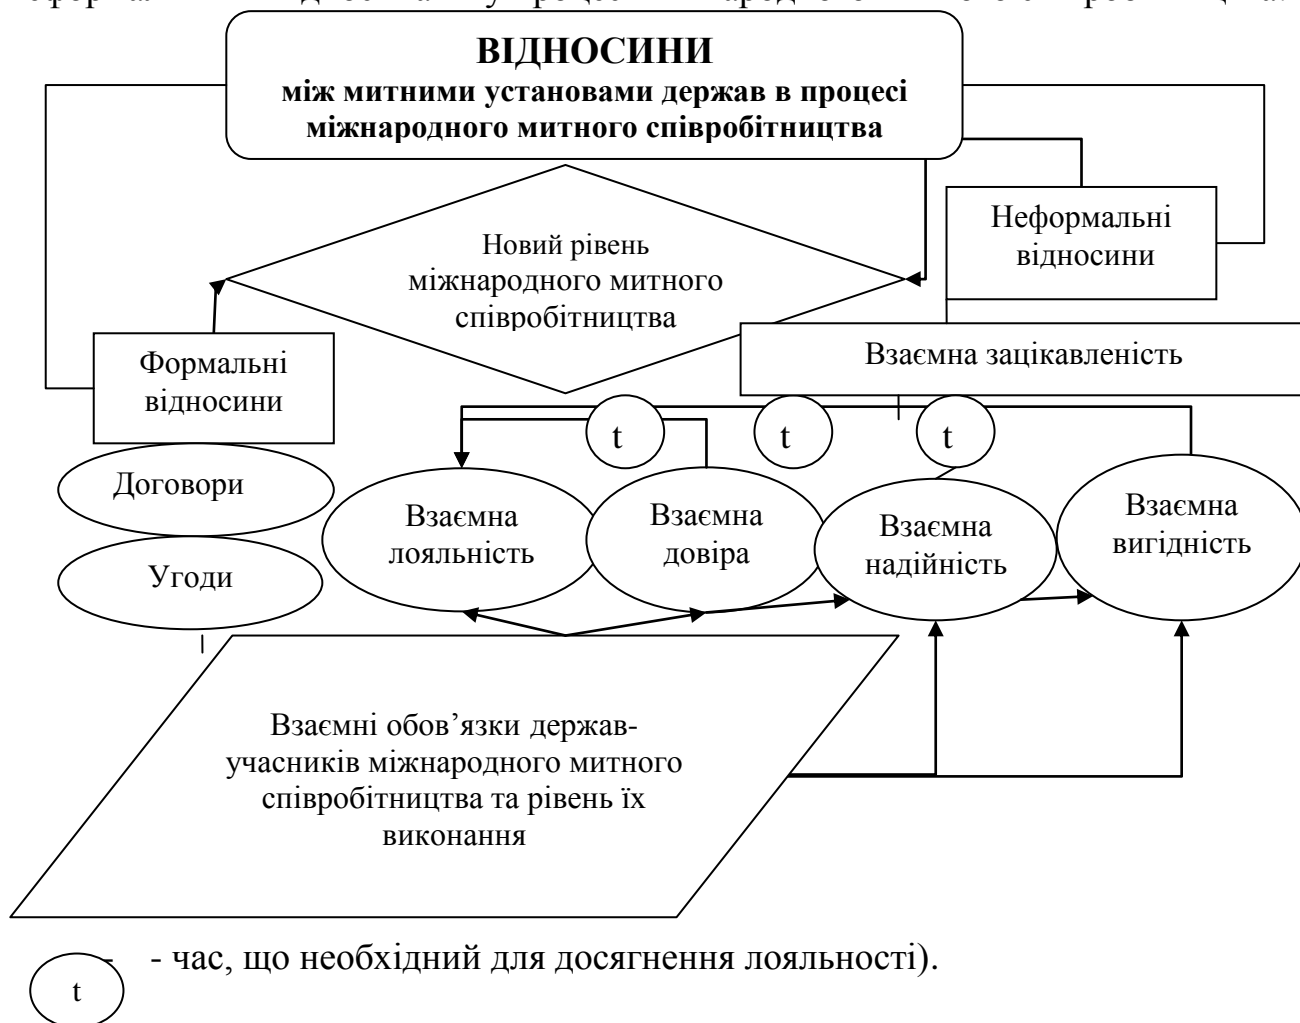 ВІДНОСИНИ
між митними установами держав в процесі
міжнародного митного співробітництва
Неформальні
відносини
Новий рівень
міжнародного митного
співробітництва
Взаємна зацікавленість
Формальні
відносини
t
t
t
Договори
Угоди
Взаємна
лояльність
Взаємна
довіра
Взаємна
надійність
Взаємна
вигідність
Взаємні обов’язки держав-
учасників міжнародного митного
співробітництва та рівень їх
виконання
- - час, що необхідний для досягнення лояльності).
t